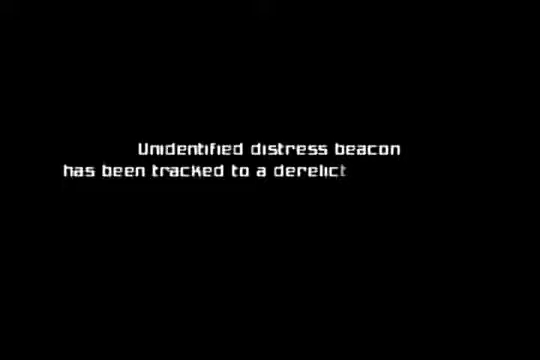 Unidentified distress beacon
has been tracked to a derelict